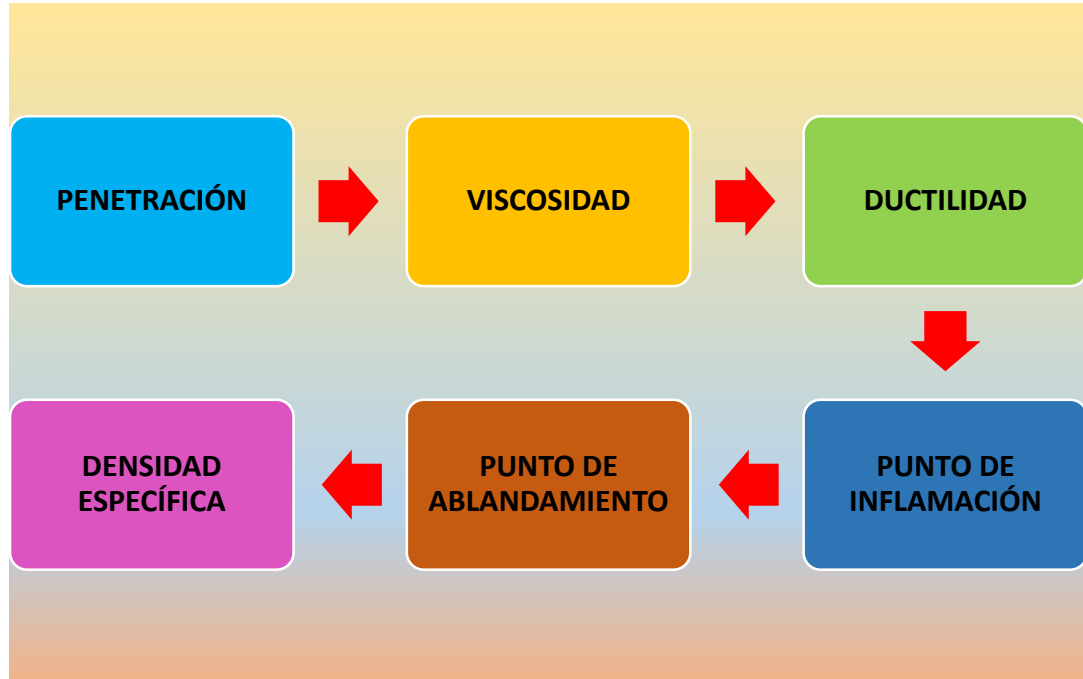 PENETRACIÓN
VISCOSIDAD
DUCTILIDAD
PUNTO DE
INFLAMACIÓN
PUNTO DE
ABLANDAMIENTO
DENSIDAD
ESPECÍFICA